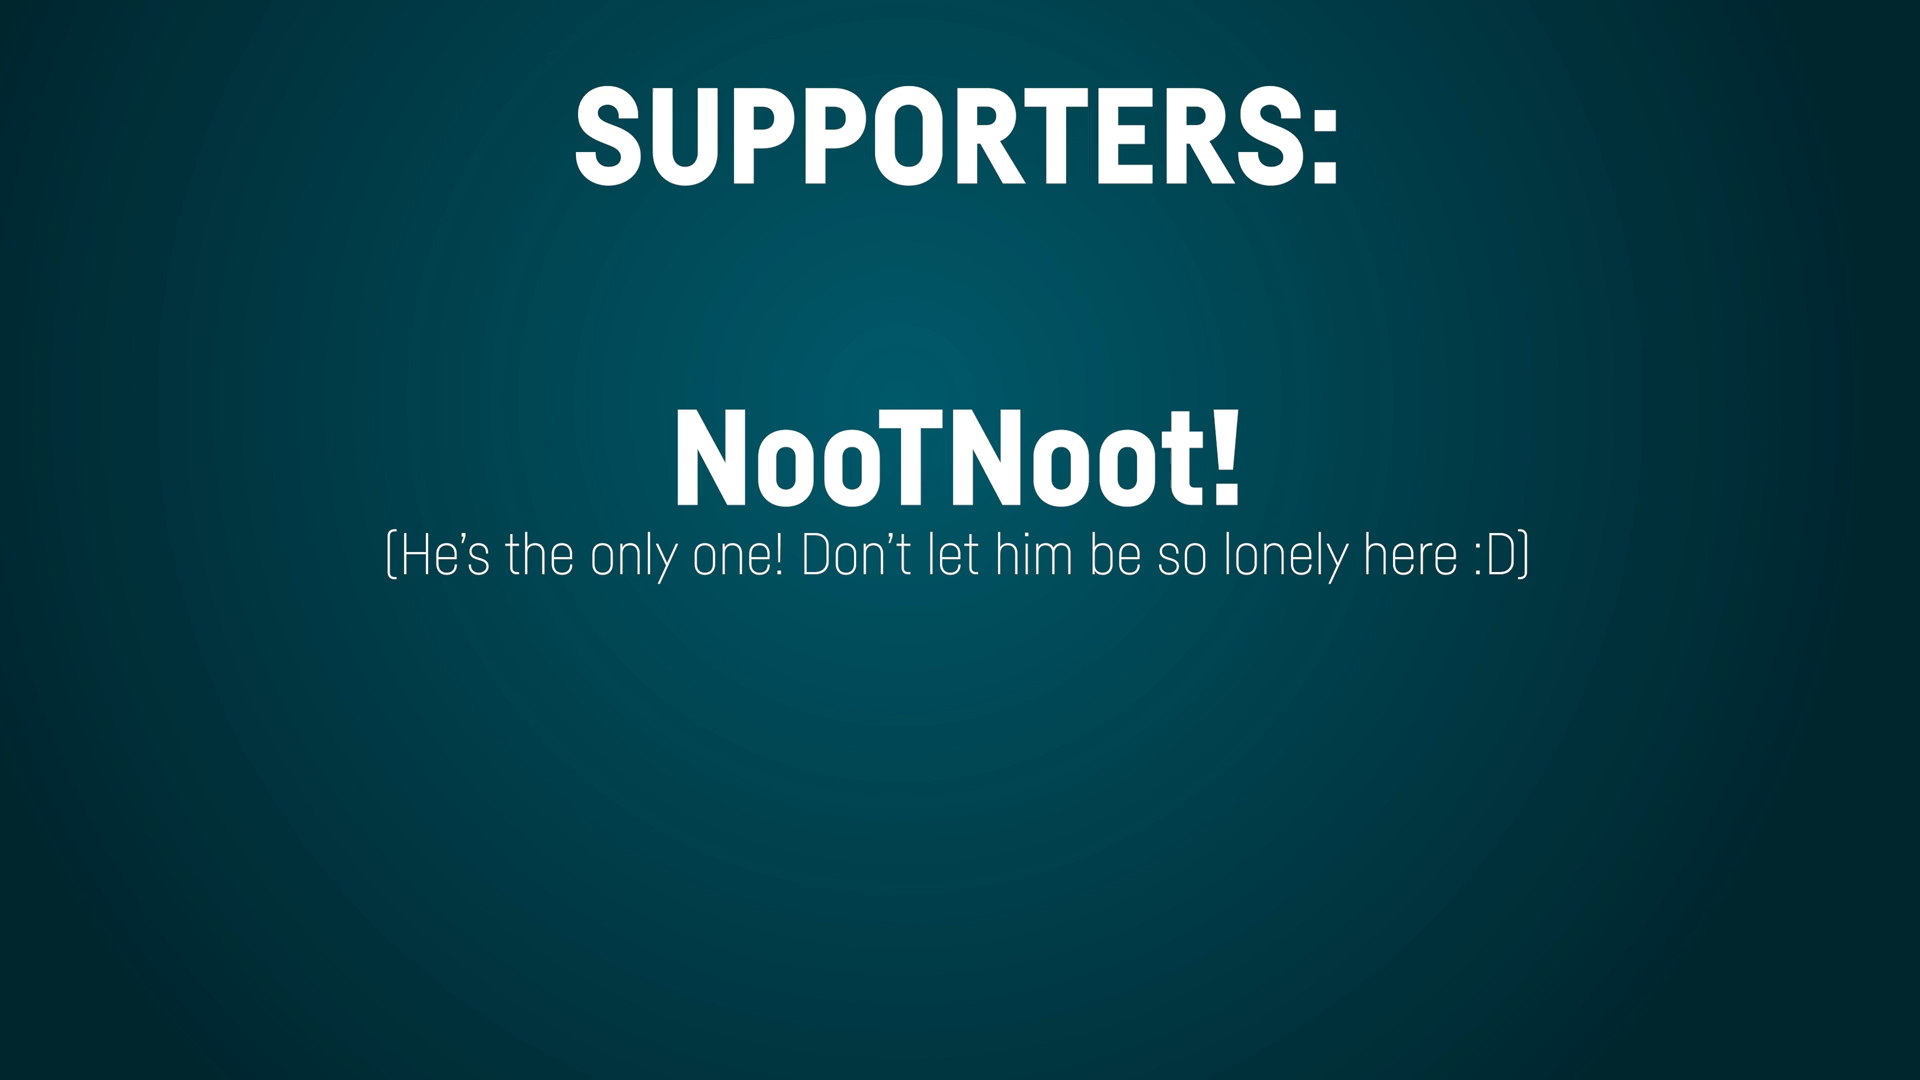 SUPPORTERS:
NooTNoot!
(He's the only one! Don't let him be so lonely here :D)